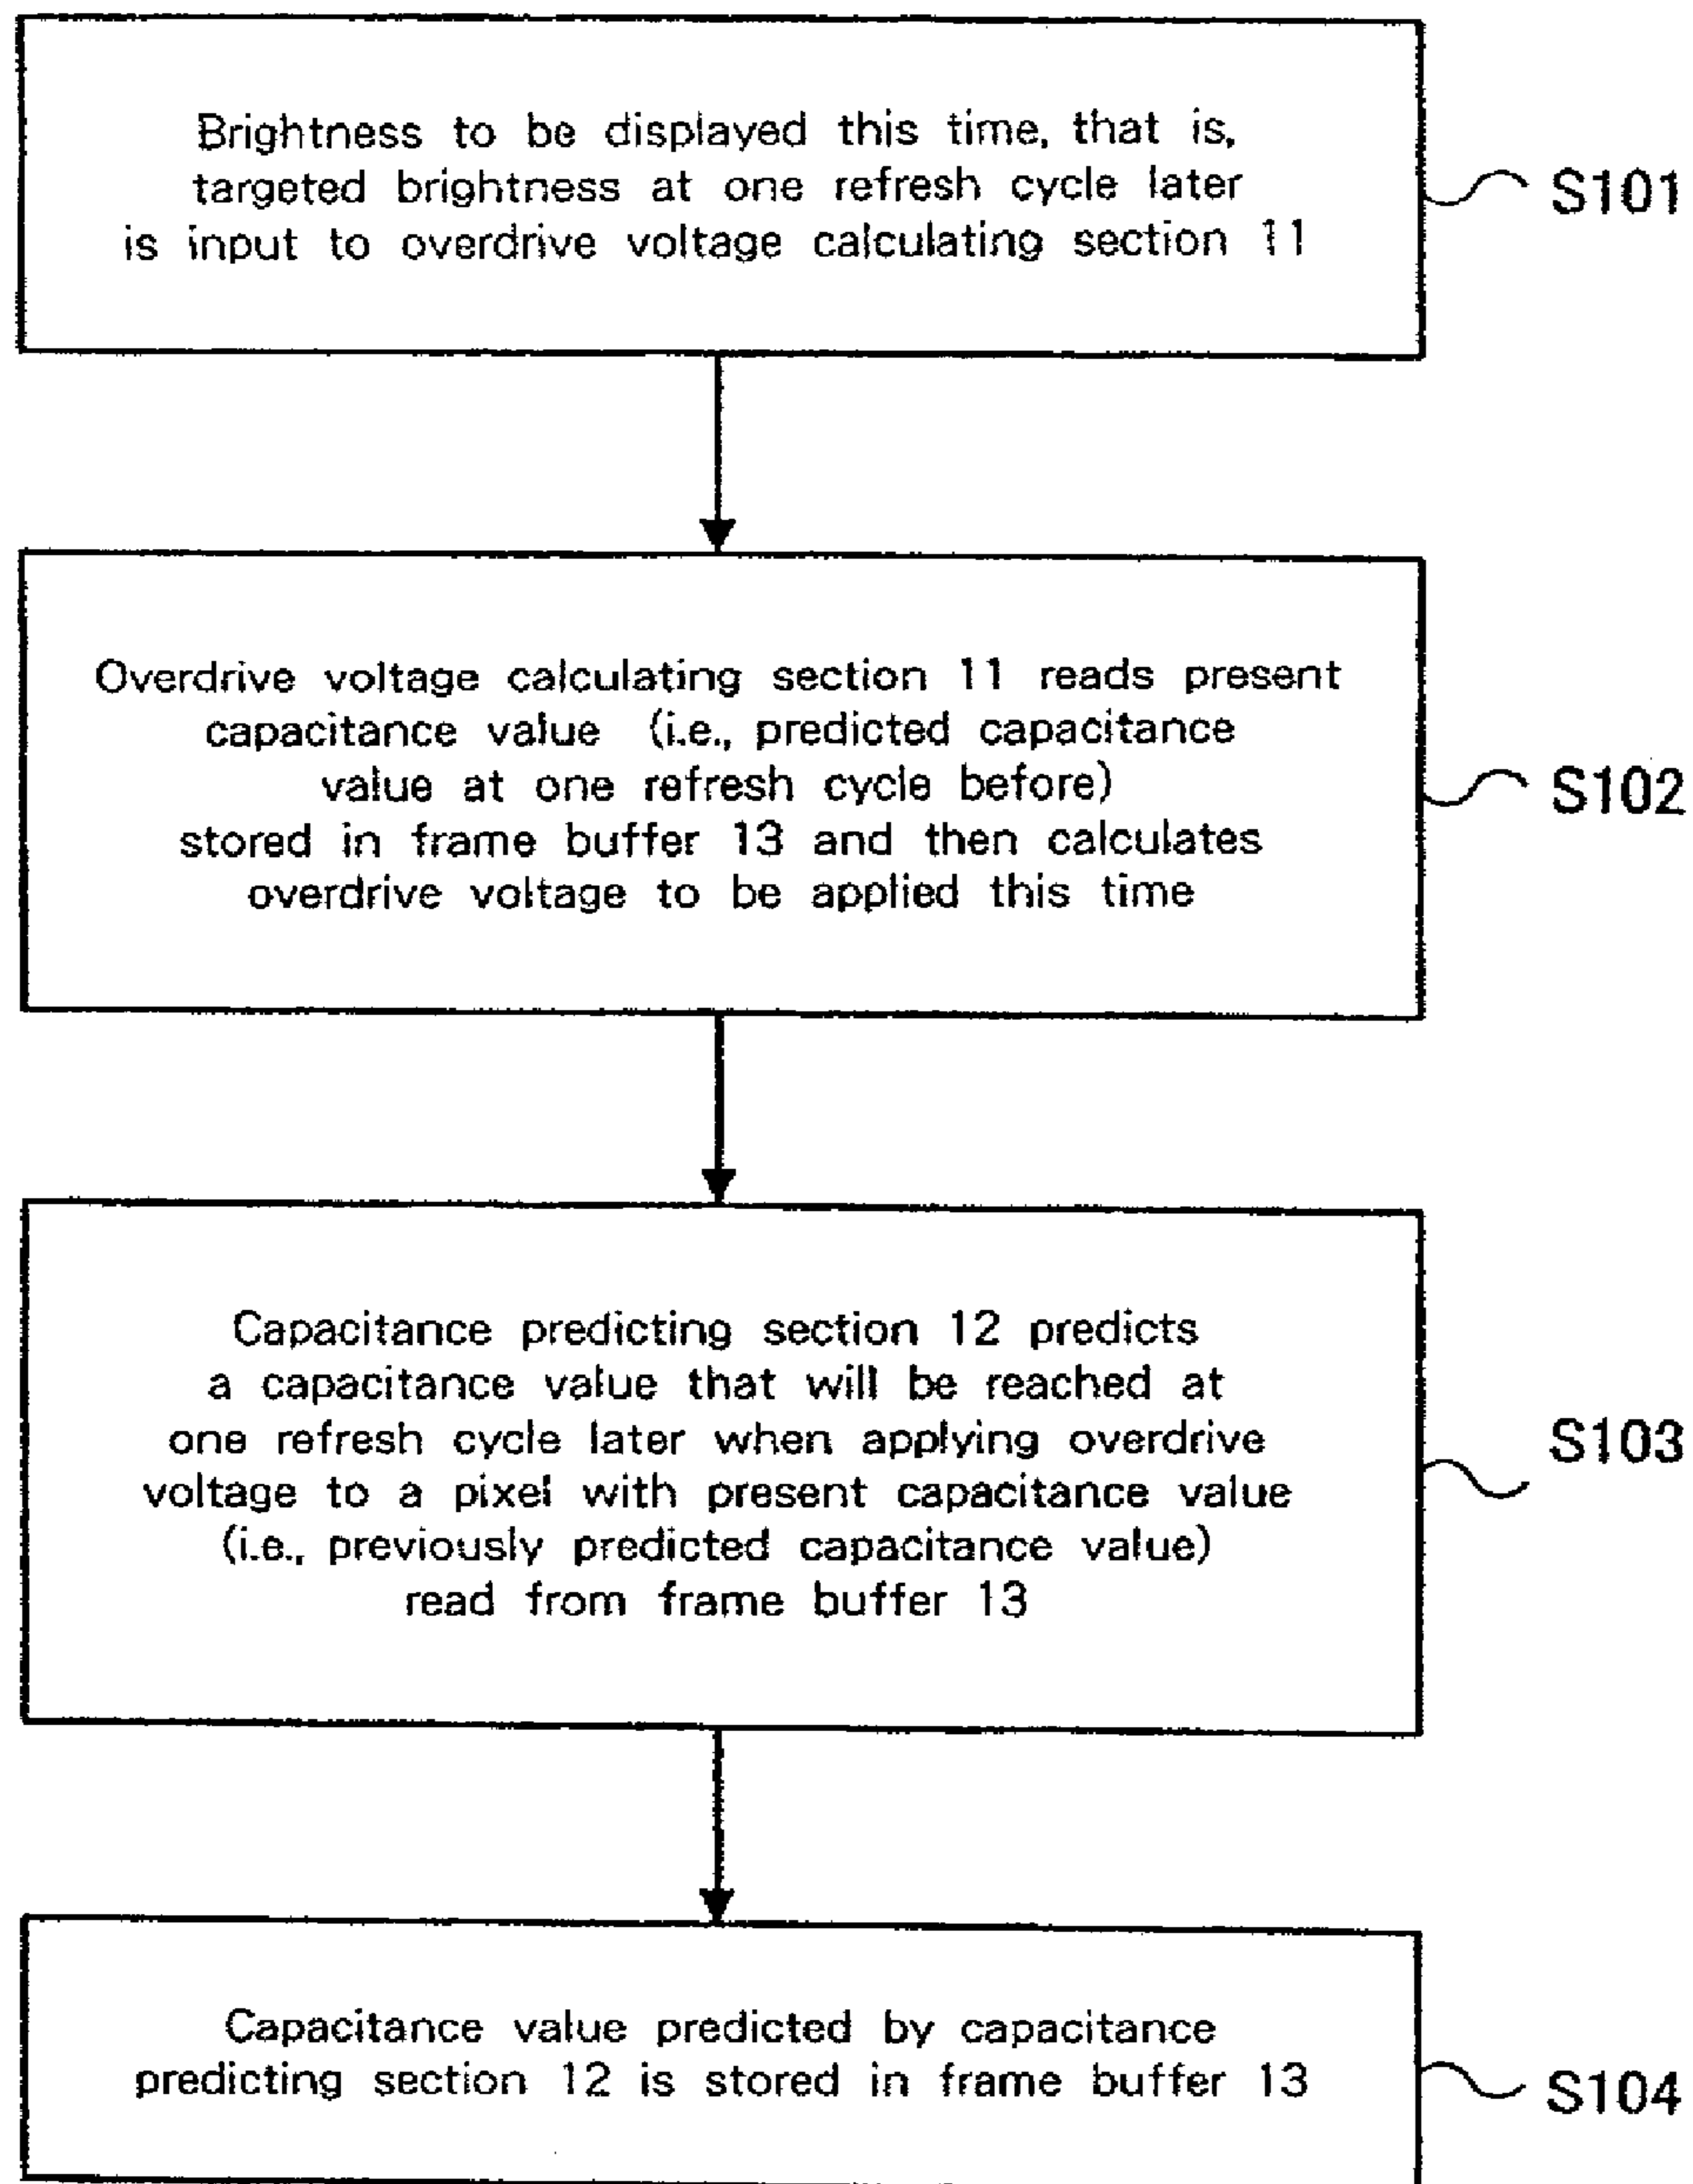 Brightness to be displayed this time, that is,
targeted brightness at one refresh cycle later
is input to overdrive voltage calculating section 11
S101
Overdrive voltage calculating section 11 reads present
capacitance value (i.e., predicted capacitance
value at one refresh cycle before)
stored in frame buffer 13 and then calculates
overdrive voltage to be applied this time
S102
Capacitance predicting section 12 predicts
a capacitance value that will be reached at
one refresh cycle later when applying overdrive
voltage to a pixel with present capacitance value
(i.e., previously predicted capacitance value)
read from frame buffer 13
S103
Capacitance value predicted by capacitance
predicting section 12 is stored in frame buffer 13
S104